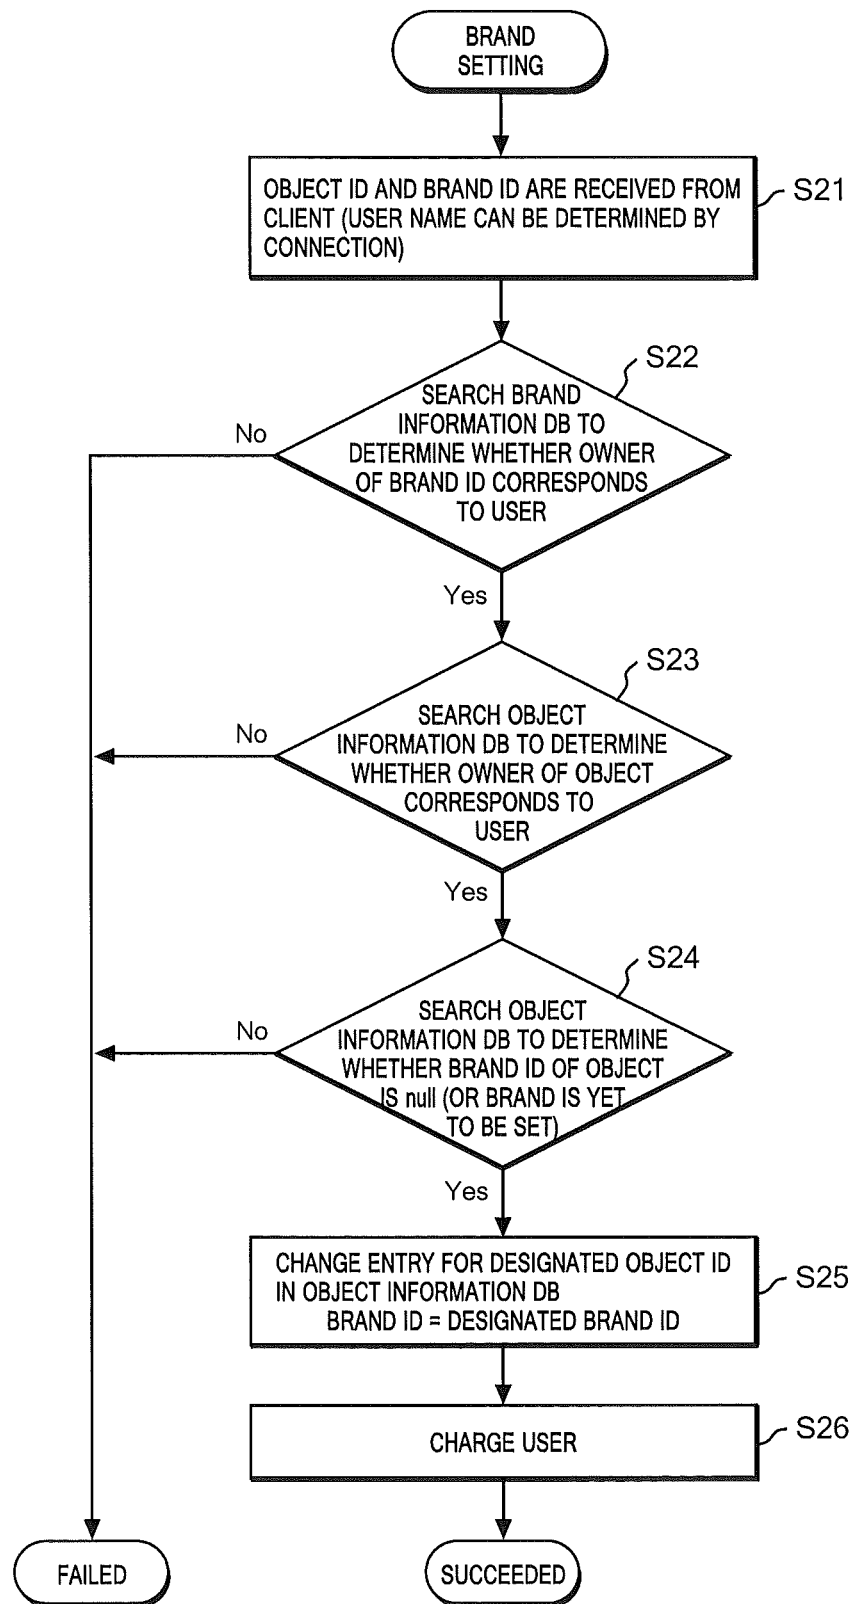 BRAND
SETTING
OBJECT ID AND BRAND ID ARE RECEIVED FROM
CLIENT (USER NAME CAN BE DETERMINED BY
CONNECTION)
S21
S22
SEARCH BRAND
INFORMATION DB TO
DETERMINE WHETHER OWNER
OF BRAND ID CORRESPONDS
TO USER
No
Yes
S23
SEARCH OBJECT
INFORMATION DB TO DETERMINE
WHETHER OWNER OF OBJECT
CORRESPONDS TO
USER
No
Yes
S24
SEARCH OBJECT
INFORMATION DB TO DETERMINE
WHETHER BRAND ID OF OBJECT
IS null (OR BRAND IS YET
TO BE SET)
No
Yes
CHANGE ENTRY FOR DESIGNATED OBJECT ID
IN OBJECT INFORMATION DB
BRAND ID = DESIGNATED BRAND ID
S25
CHARGE USER
S26
FAILED
SUCCEEDED